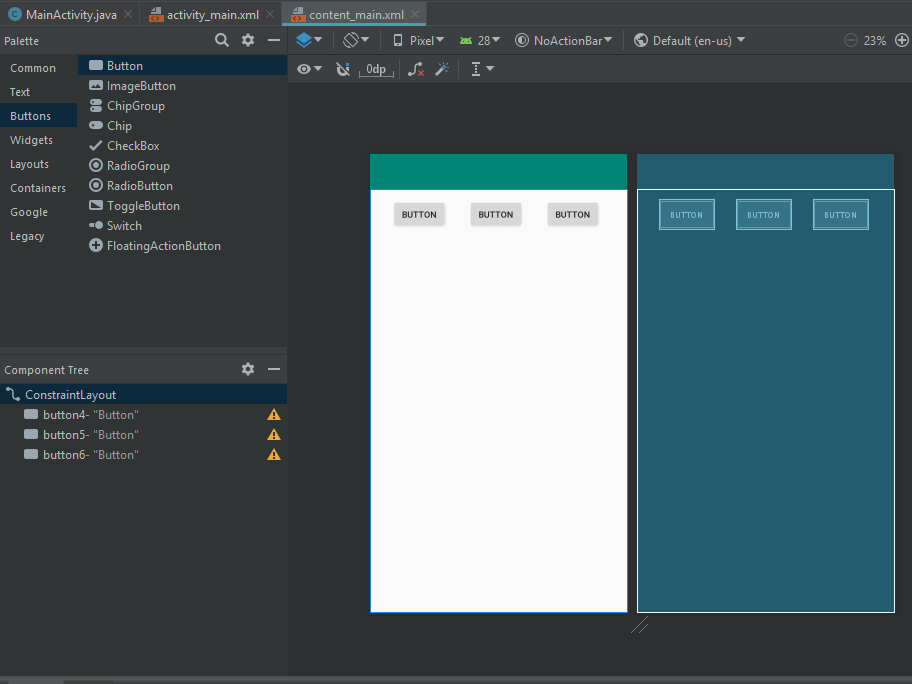 MainActivity.java activity_main.xml content_main.xml
Palette
Pixel 28 NoActionBar Default (en-us) 23%
0dp
Common
Text
Buttons
Widgets
Layouts
Containers
Google
Legacy
Button
ImageButton
ChipGroup
Chip
CheckBox
RadioGroup
RadioButton
ToggleButton
Switch
FloatingActionButton
BUTTON BUTTON BUTTON
BUTTON BUTTON BUTTON
Component Tree
ConstraintLayout
button4- "Button"
button5- "Button"
button6- "Button"